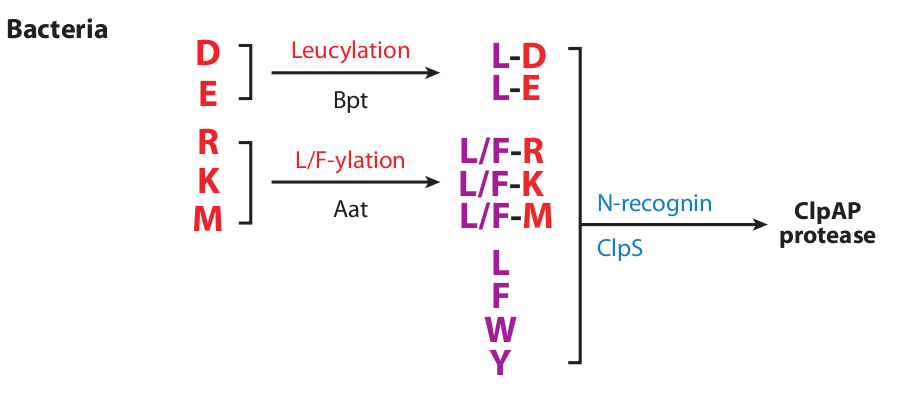 Bacteria
D
E
Leucylation
Bpt
L-D
L-E
R
K
M
L/F-ylation
Aat
L/F-R
L/F-K
L/F-M
L
F
W
Y
N-recognin
ClpS
ClpAP
protease